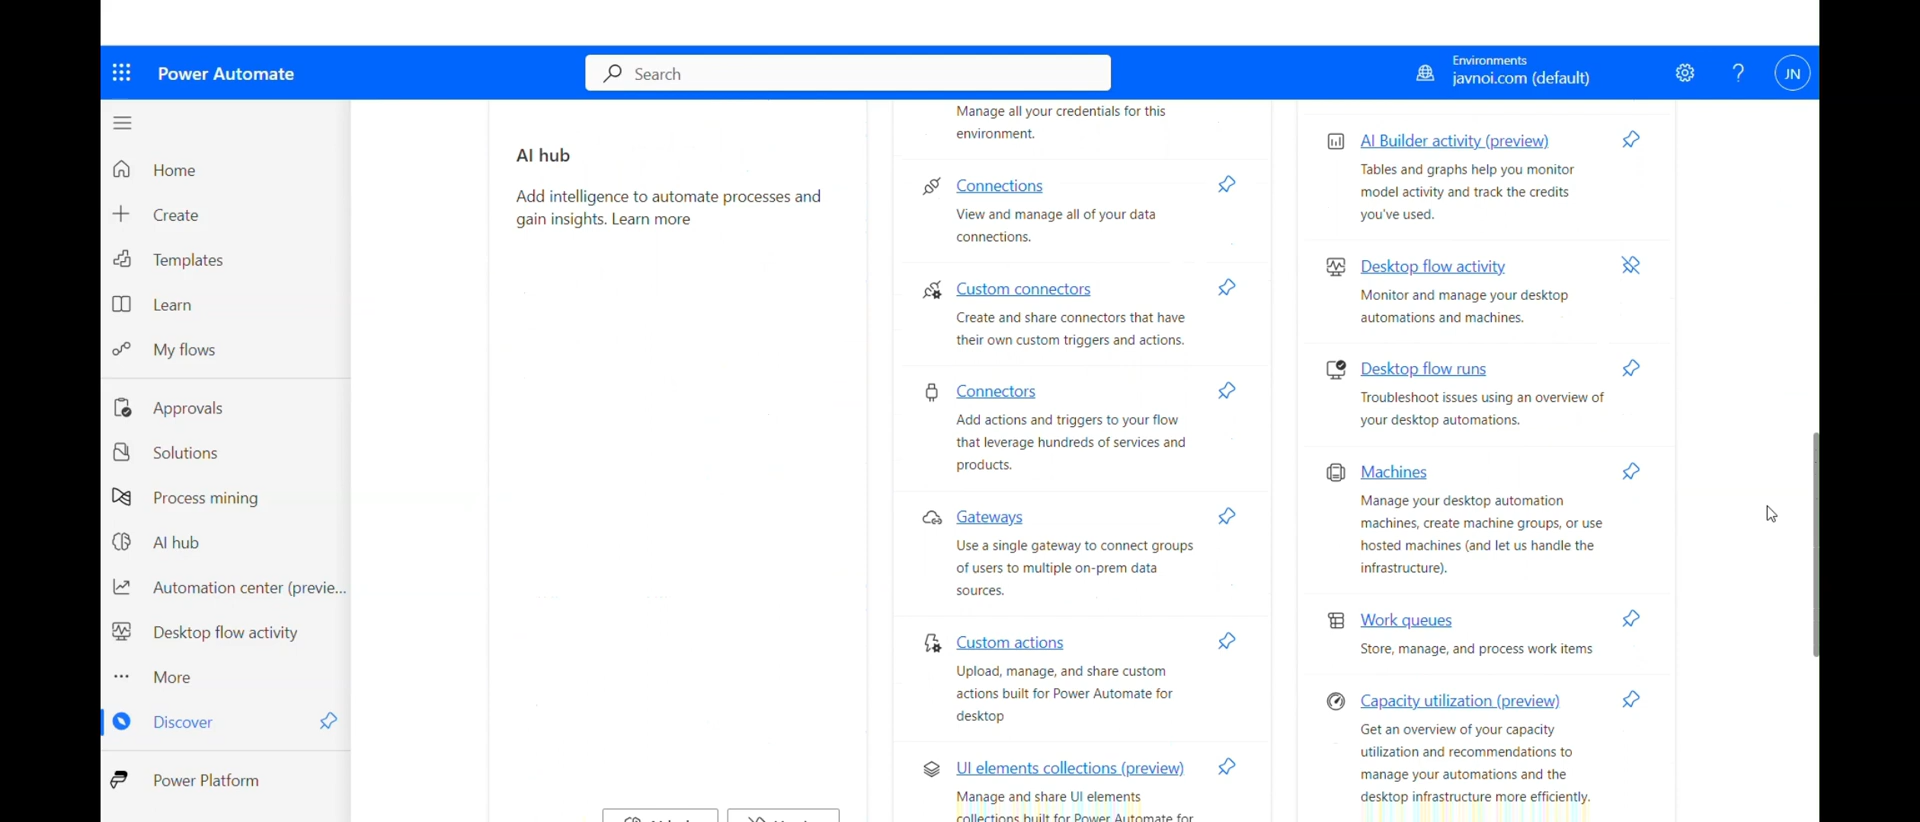 Power Automate
Search
Environments
javnoi.com (default)
?
JN
Home
Create
Templates
Learn
My flows
Approvals
Solutions
Process mining
AI hub
Automation center (previe...
Desktop flow activity
More
Discover
Power Platform
AI hub
Add intelligence to automate processes and
gain insights. Learn more
Manage all your credentials for this
environment.
Connections
View and manage all of your data
connections.
Custom connectors
Create and share connectors that have
their own custom triggers and actions.
Connectors
Add actions and triggers to your flow
that leverage hundreds of services and
products.
Gateways
Use a single gateway to connect groups
of users to multiple on-prem data
sources.
Custom actions
Upload, manage, and share custom
actions built for Power Automate for
desktop
UI elements collections (preview)
Manage and share UI elements
collections built for Power Automate for
AI Builder activity (preview)
Tables and graphs help you monitor
model activity and track the credits
you've used.
Desktop flow activity
Monitor and manage your desktop
automations and machines.
Desktop flow runs
Troubleshoot issues using an overview of
your desktop automations.
Machines
Manage your desktop automation
machines, create machine groups, or use
hosted machines (and let us handle the
infrastructure).
Work queues
Store, manage, and process work items
Capacity utilization (preview)
Get an overview of your capacity
utilization and recommendations to
manage your automations and the
desktop infrastructure more efficiently.